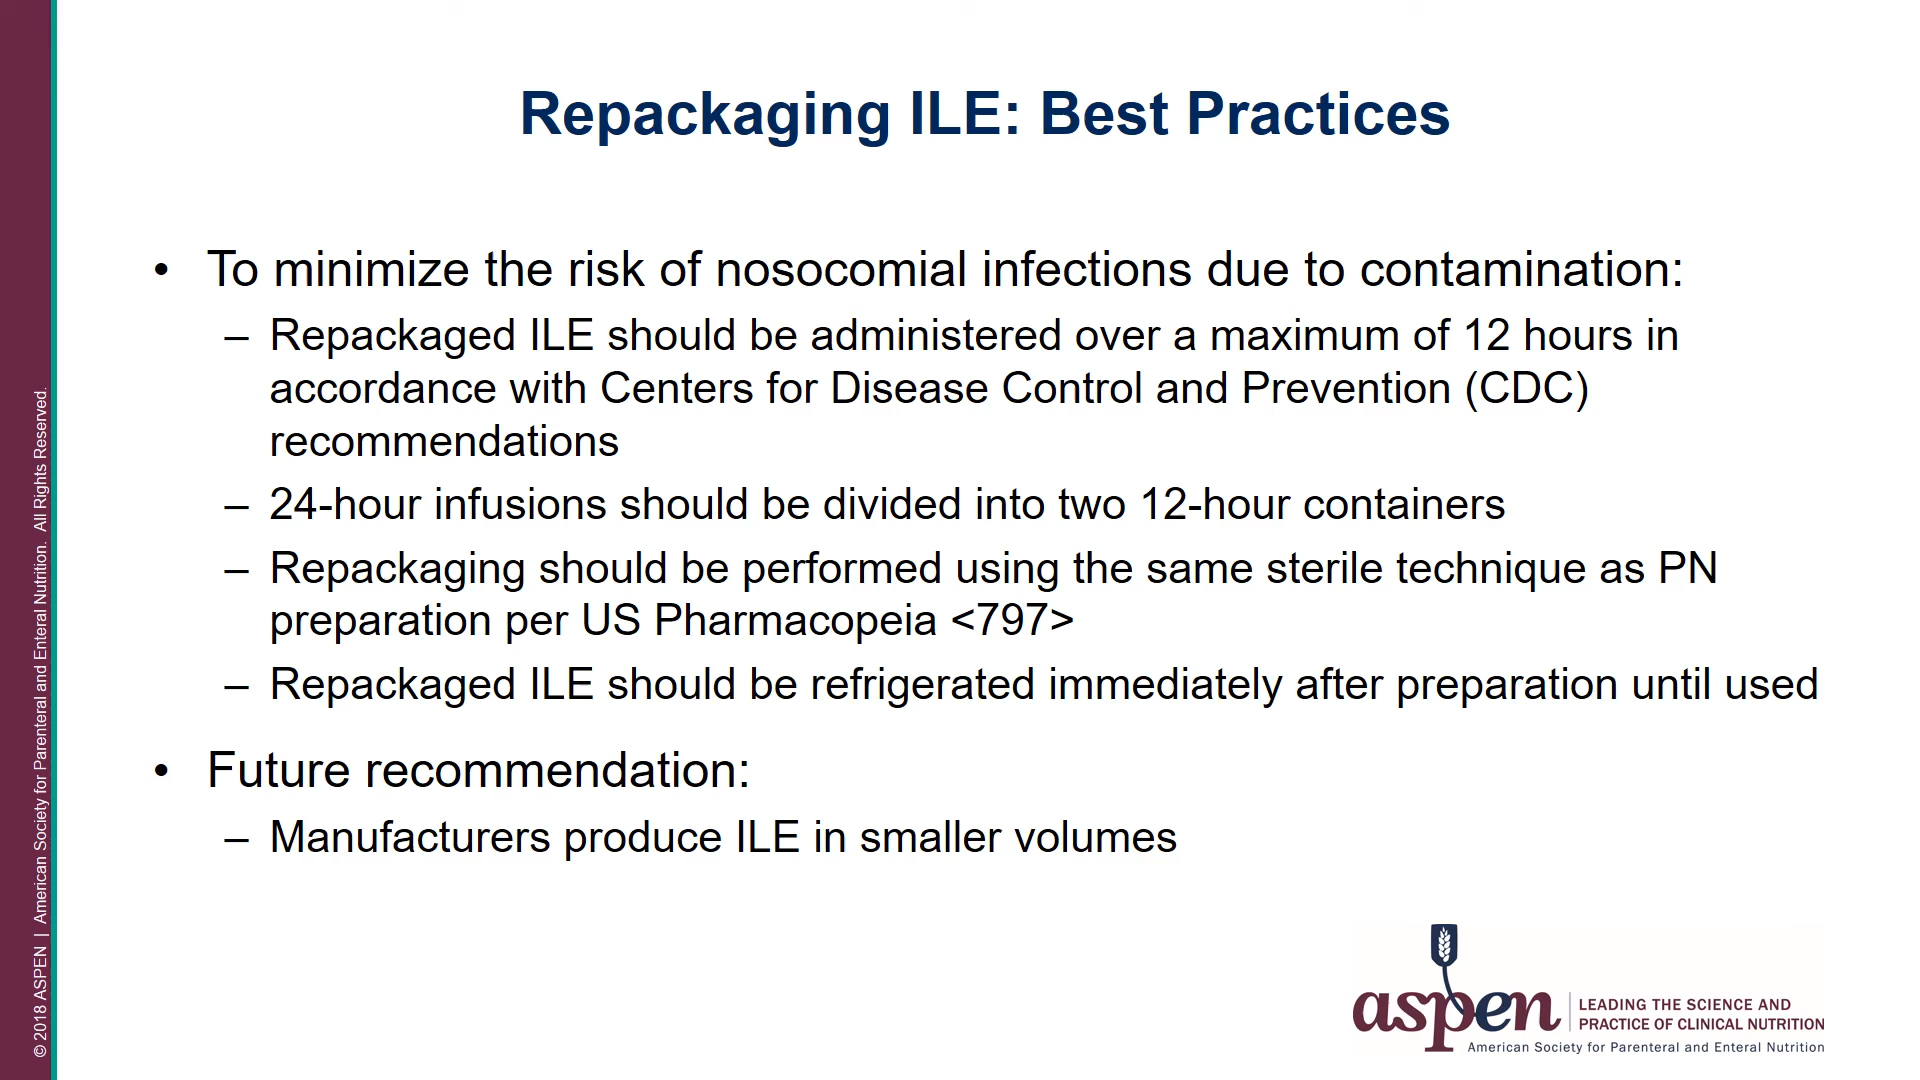 Repackaging ILE: Best Practices
• To minimize the risk of nosocomial infections due to contamination:
– Repackaged ILE should be administered over a maximum of 12 hours in
accordance with Centers for Disease Control and Prevention (CDC)
recommendations
– 24-hour infusions should be divided into two 12-hour containers
– Repackaging should be performed using the same sterile technique as PN
preparation per US Pharmacopeia <797>
– Repackaged ILE should be refrigerated immediately after preparation until used
• Future recommendation:
– Manufacturers produce ILE in smaller volumes
© 2018 ASPEN | American Society for Parenteral and Enteral Nutrition. All Rights Reserved.
aspen
LEADING THE SCIENCE AND
PRACTICE OF CLINICAL NUTRITION
American Society for Parenteral and Enteral Nutrition